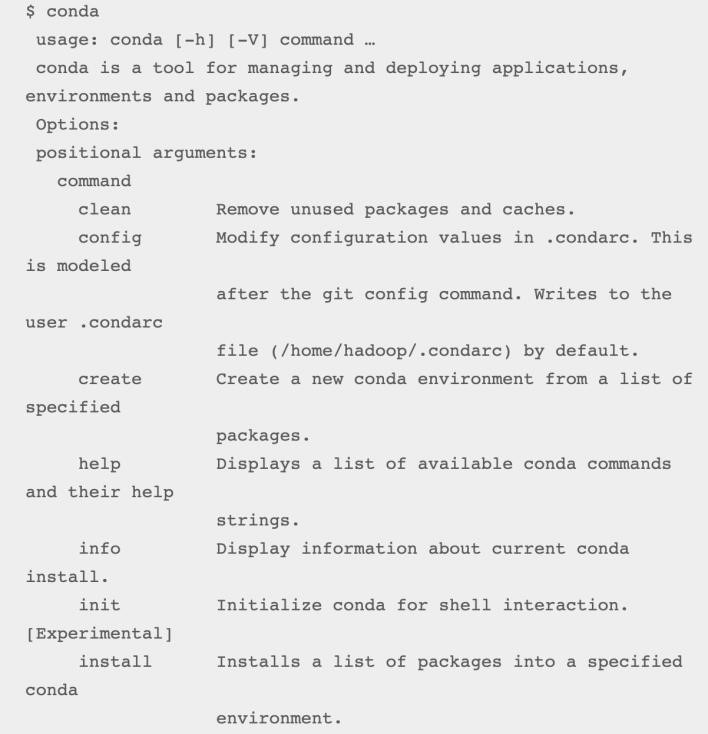 $ conda
usage: conda [-h] [-V] command …
conda is a tool for managing and deploying applications,
environments and packages.
Options:
positional arguments:
command
clean Remove unused packages and caches.
config Modify configuration values in .condarc. This
is modeled
after the git config command. Writes to the
user .condarc
file (/home/hadoop/.condarc) by default.
create Create a new conda environment from a list of
specified
packages.
help Displays a list of available conda commands
and their help
strings.
info Display information about current conda
install.
init Initialize conda for shell interaction.
[Experimental]
install Installs a list of packages into a specified
conda
environment.